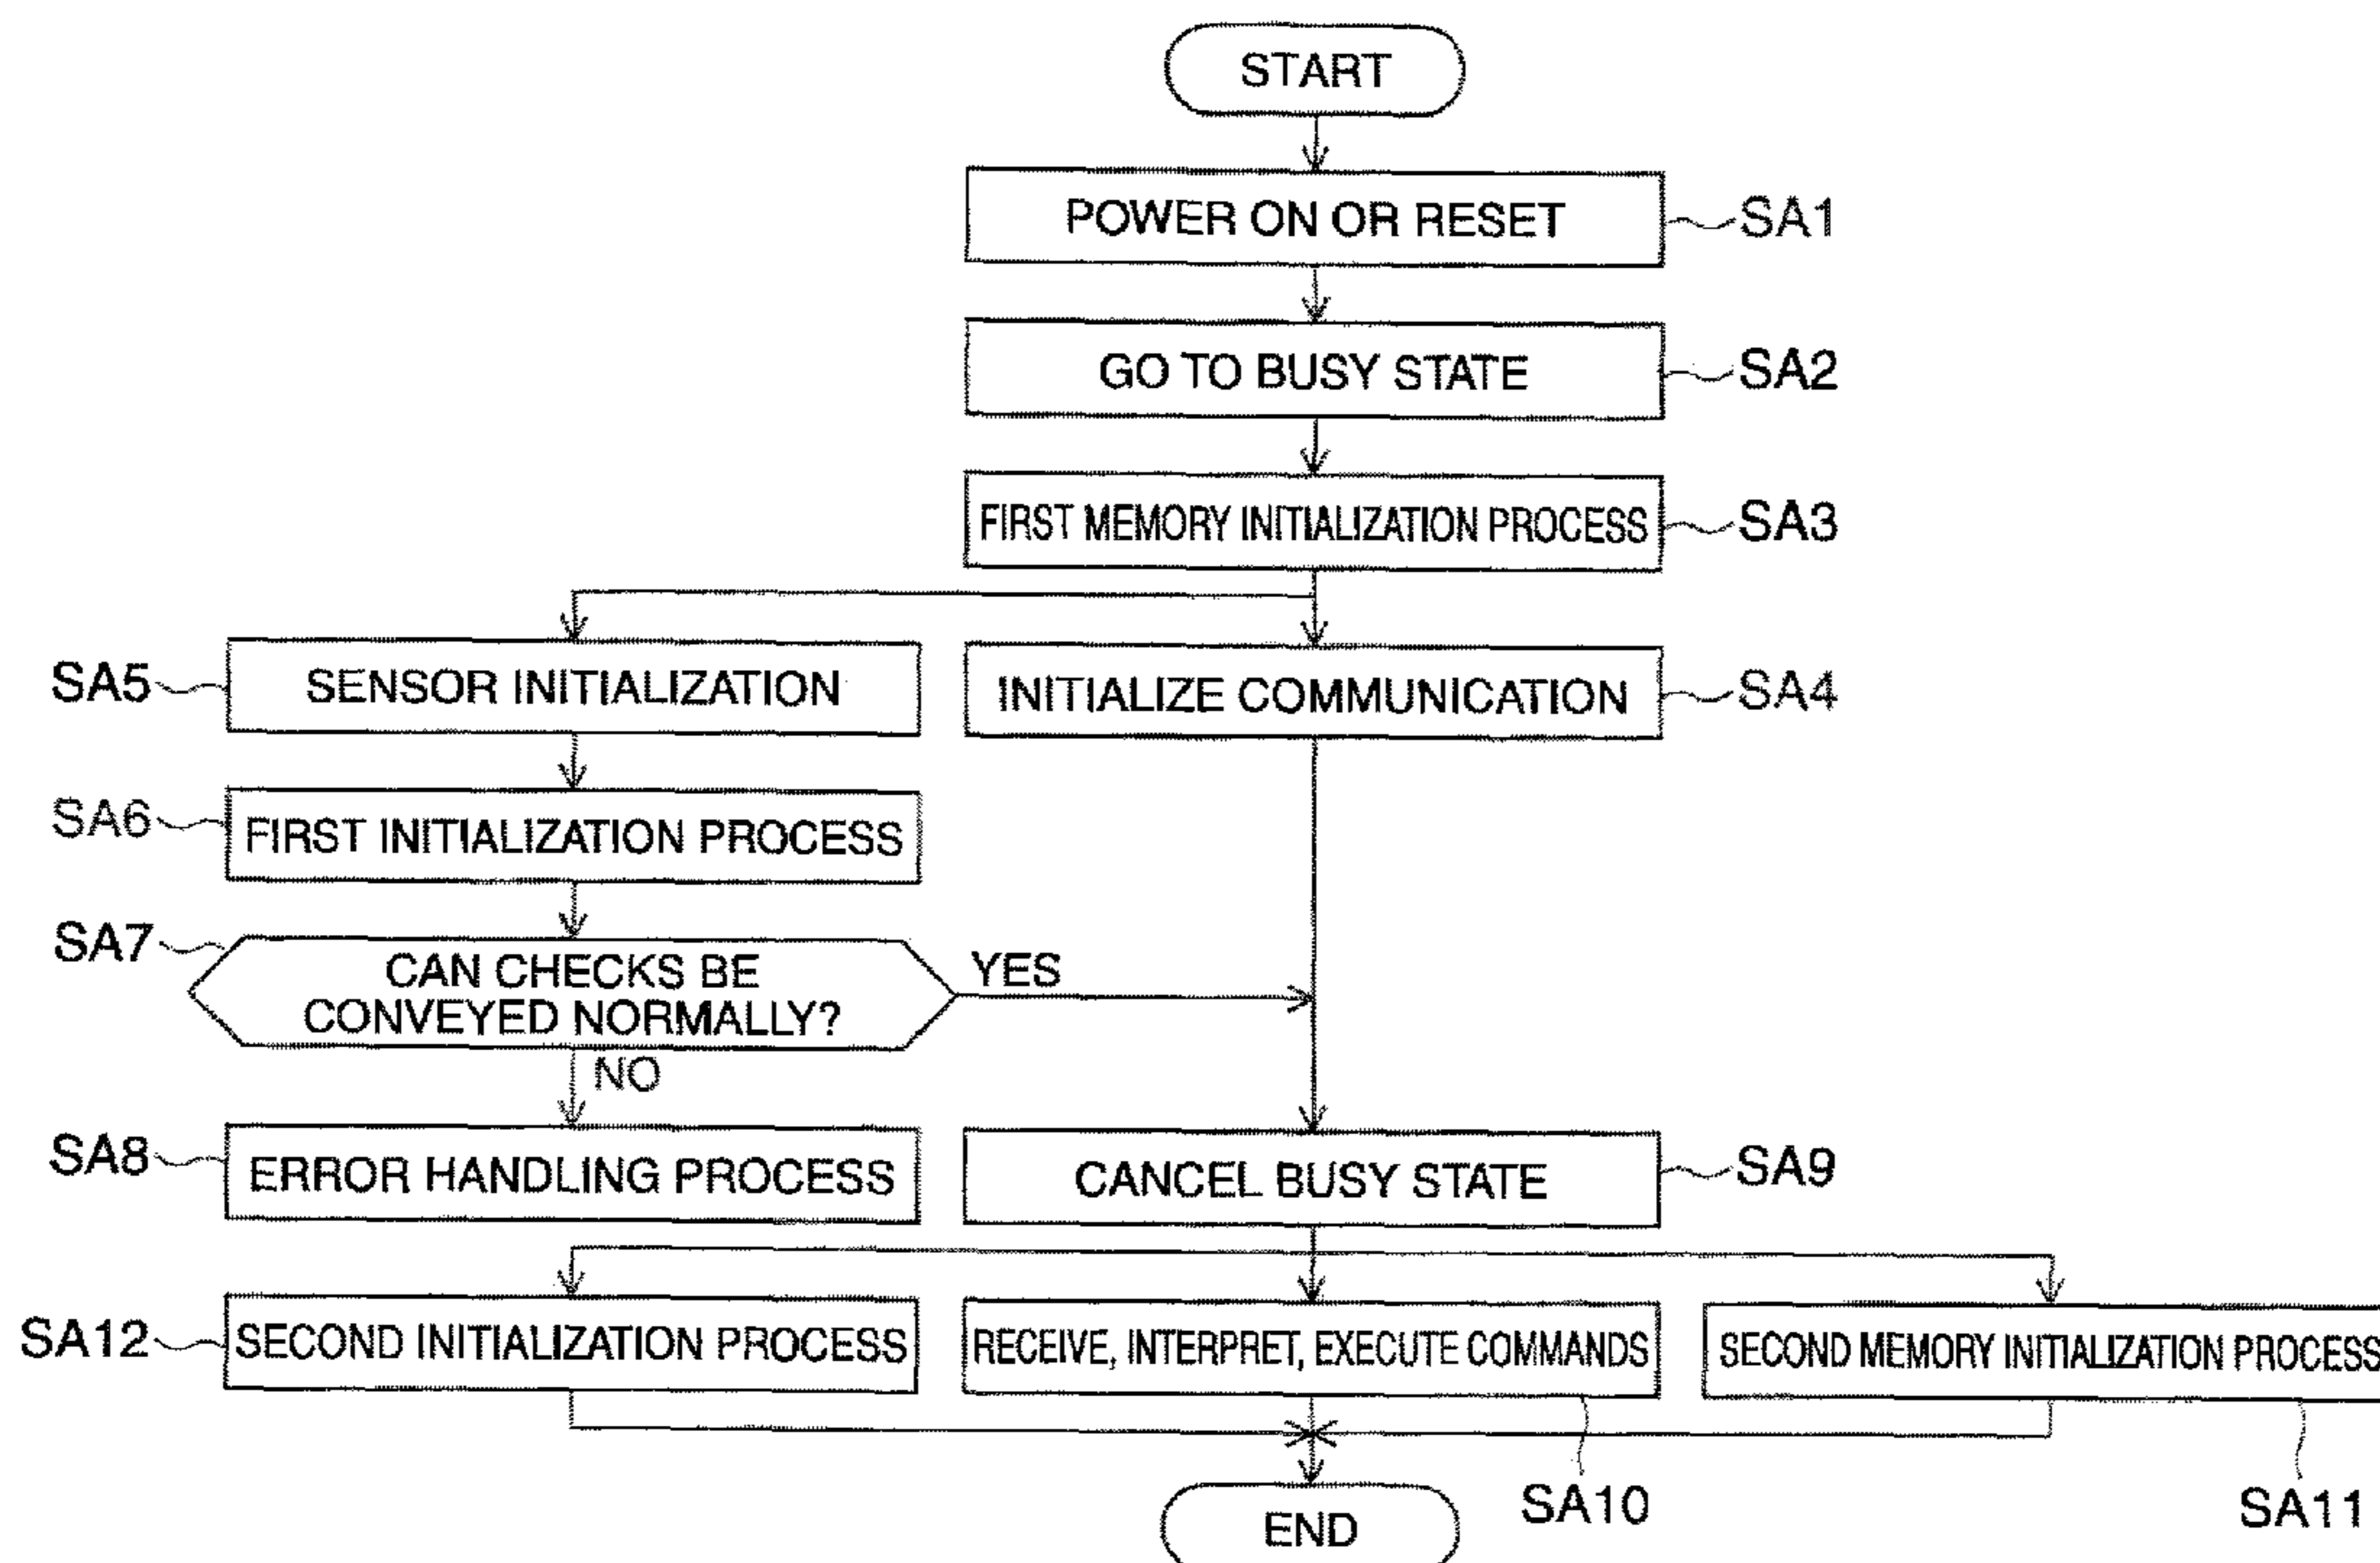 START
POWER ON OR RESET
SA1
GO TO BUSY STATE
SA2
FIRST MEMORY INITIALIZATION PROCESS
SA3
SA5
SENSOR INITIALIZATION
INITIALIZE COMMUNICATION
SA4
SA6
FIRST INITIALIZATION PROCESS
SA7
CAN CHECKS BE
CONVEYED NORMALLY?
YES
NO
SA8
ERROR HANDLING PROCESS
CANCEL BUSY STATE
SA9
SA12
SECOND INITIALIZATION PROCESS
RECEIVE, INTERPRET, EXECUTE COMMANDS
SECOND MEMORY INITIALIZATION PROCESS
SA10
SA11
END